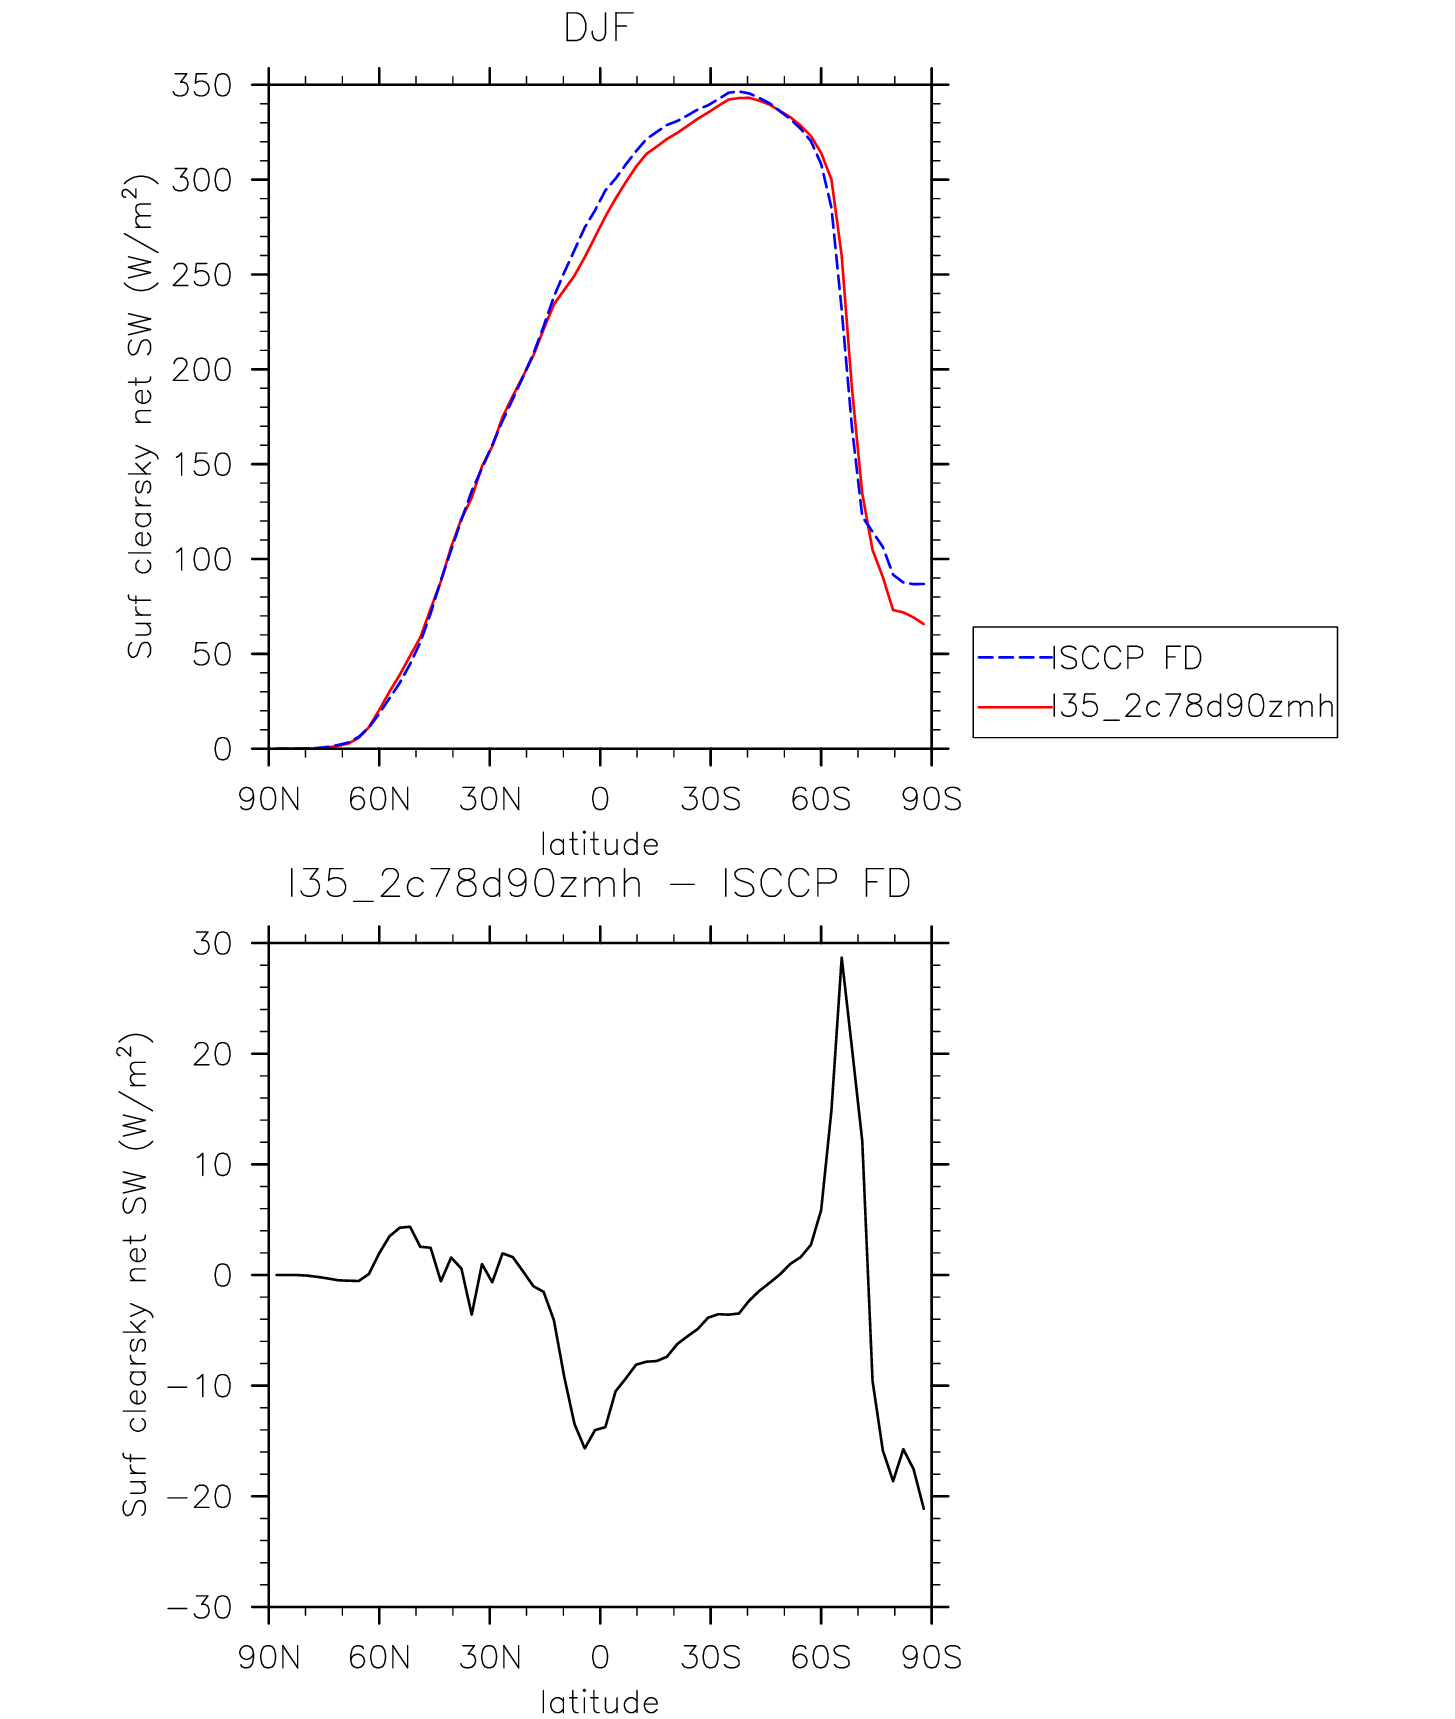 DJF
Surf clearsky net SW (W/m²)
350
300
250
200
150
100
50
0
90N 60N 30N 0 30S 60S 90S
latitude
ISCCP FD
I35_2c78d90zmh
I35_2c78d90zmh − ISCCP FD
Surf clearsky net SW (W/m²)
30
20
10
0
−10
−20
−30
90N 60N 30N 0 30S 60S 90S
latitude